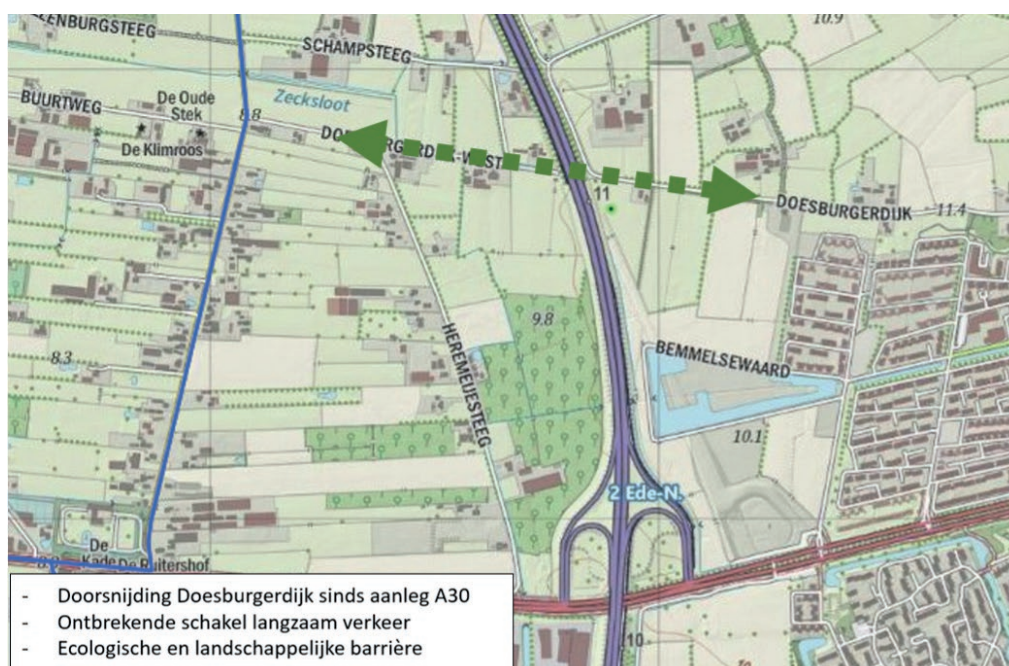 ZENBURGSTEEG
SCHAMPSTEEG
10.9
BUURTWEG
De Oude
Stek
De Klimroos
8.8
Zecksloot
11
DOESBURGERDIJK
11.4
8.3
HEREMEIJESTEEG
9.8
BEMMELSEWAARD
10.1
2 Ede-N.
De
Kade
De Ruitershof
10
- Doorsnijding Doesburgerdijk sinds aanleg A30
- Ontbrekende schakel langzaam verkeer
- Ecologische en landschappelijke barrière